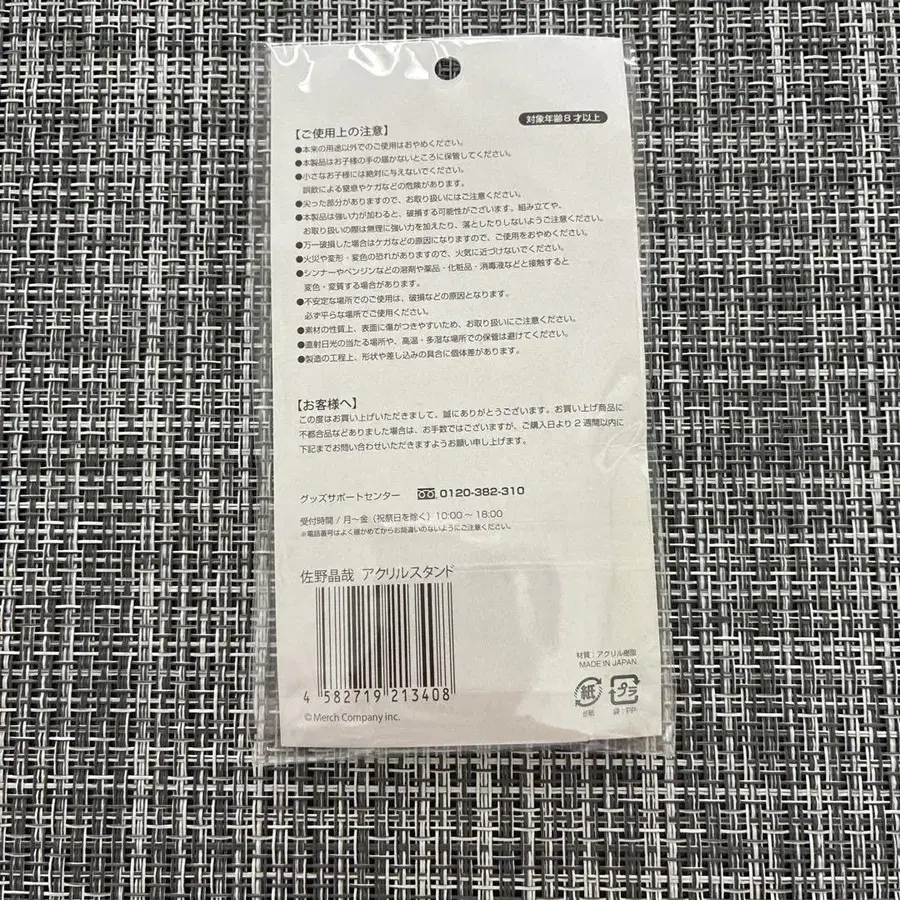 対象年齢8才以上
【ご使用上の注意】
●本来の用途以外でのご使用はおやめください。
●本製品はお子様の手の届かないところに保管してください。
●小さなお子様には絶対に与えないでください。
誤飲による窒息やケガなどの危険があります。
●尖った部分がありますので、お取り扱いにはご注意ください。
●本製品は強い力が加わると、破損する可能性がございます。組み立てや、
お取り扱いの際は無理に強い力を加えたり、落としたりしないようご注意ください。
●万一破損した場合はケガなどの原因になりますので、ご使用をおやめください。
●火災や変形・変色の恐れがありますので、火気に近づけないでください。
●シンナーやベンジンなどの溶剤や薬品・化粧品・消毒液などと接触すると
変色・変質する場合があります。
●不安定な場所でのご使用は、破損などの原因となります。
必ず平らな場所でご使用ください。
●素材の性質上、表面に傷がつきやすいため、お取り扱いにご注意ください。
●直射日光の当たる場所や、高温・多湿な場所での保管は避けてください。
●製造の工程上、形状や差し込みの具合に個体差があります。
【お客様へ】
この度はお買い上げいただきまして、誠にありがとうございます。お買い上げ商品に
不都合品などありました場合は、お手数ではございますが、ご購入日より2週間以内に
下記までお問い合わせいただきますようお願い申し上げます。
グッズサポートセンター 0120-382-310
受付時間 / 月～金（祝祭日を除く）10:00～18:00
※電話番号はよく確かめてからお間違いのないようにご注意ください。
佐野晶哉 アクリルスタンド
4 582719 213408
© Merch Company inc.
材質：アクリル樹脂
MADE IN JAPAN
紙 プラ
台紙 袋：PP